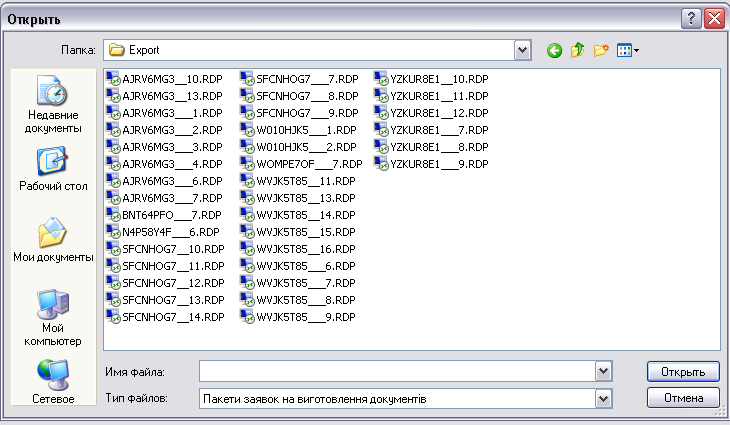 Открыть
Папка:
Export
Недавние документы
Рабочий стол
Мои документы
Мой компьютер
Сетевое
AJRV6MG3__10.RDP
AJRV6MG3__13.RDP
AJRV6MG3___1.RDP
AJRV6MG3___2.RDP
AJRV6MG3___3.RDP
AJRV6MG3___4.RDP
AJRV6MG3___6.RDP
AJRV6MG3___7.RDP
BNT64PFO___7.RDP
N4P58Y4F___6.RDP
SFCNHOG7__10.RDP
SFCNHOG7__11.RDP
SFCNHOG7__12.RDP
SFCNHOG7__13.RDP
SFCNHOG7__14.RDP
SFCNHOG7___7.RDP
SFCNHOG7___8.RDP
SFCNHOG7___9.RDP
WO10HJK5___1.RDP
WO10HJK5___2.RDP
WOMPE7OF___7.RDP
WVJK5T85__11.RDP
WVJK5T85__13.RDP
WVJK5T85__14.RDP
WVJK5T85__15.RDP
WVJK5T85__16.RDP
WVJK5T85___6.RDP
WVJK5T85___7.RDP
WVJK5T85___8.RDP
WVJK5T85___9.RDP
YZKUR8E1__10.RDP
YZKUR8E1__11.RDP
YZKUR8E1__12.RDP
YZKUR8E1___7.RDP
YZKUR8E1___8.RDP
YZKUR8E1___9.RDP
Имя файла:
Открыть
Тип файлов:
Пакети заявок на виготовлення документів
Отмена